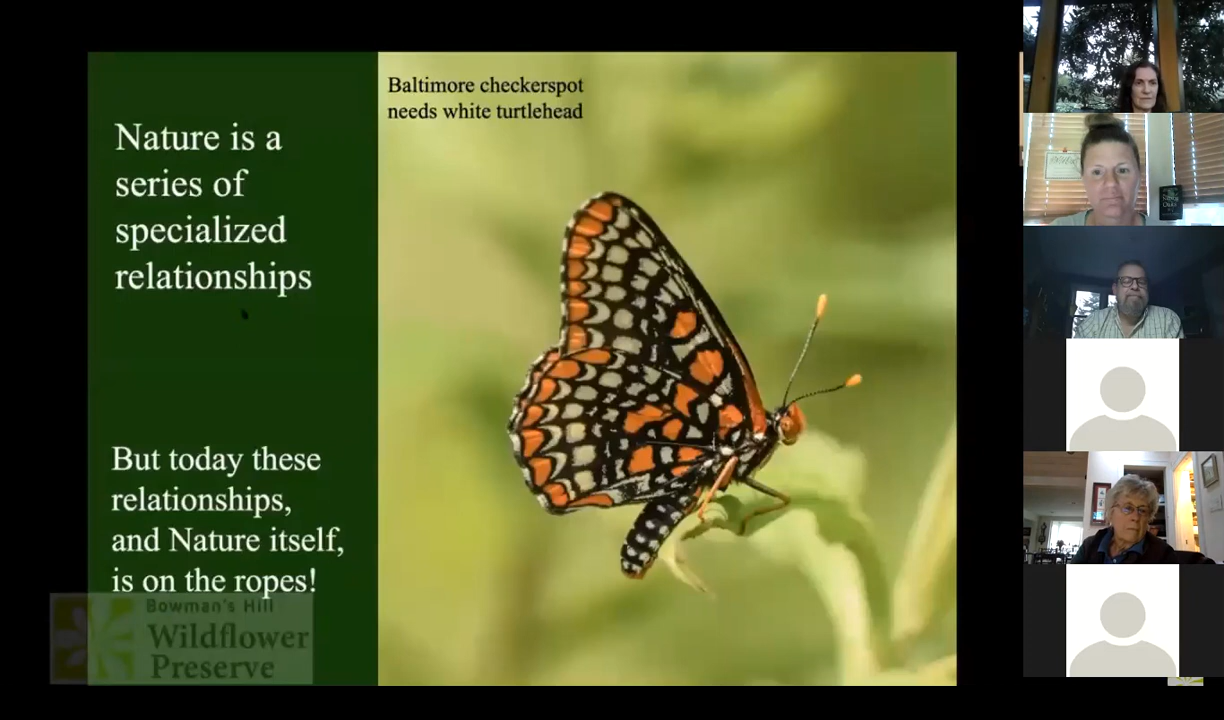 Baltimore checkerspot
needs white turtlehead
Nature is a
series of
specialized
relationships
But today these
relationships,
and Nature itself,
is on the ropes!
Bowman's Hill
Wildflower
Preserve